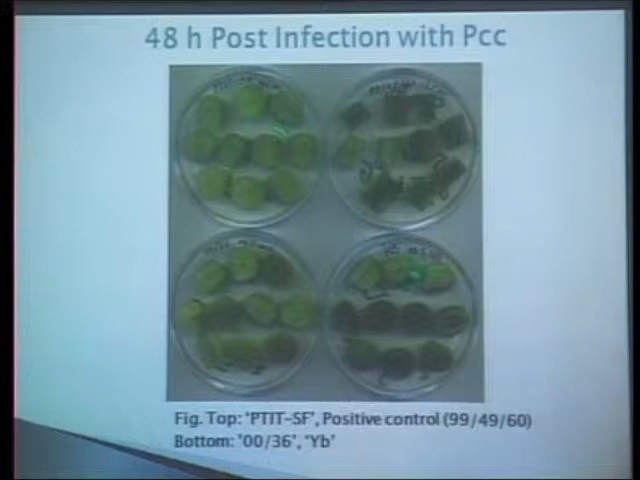 48 h Post Infection with Pcc
Fig. Top: 'PTIT-SF', Positive control (99/49/60)
Bottom: '00/36', 'Yb'